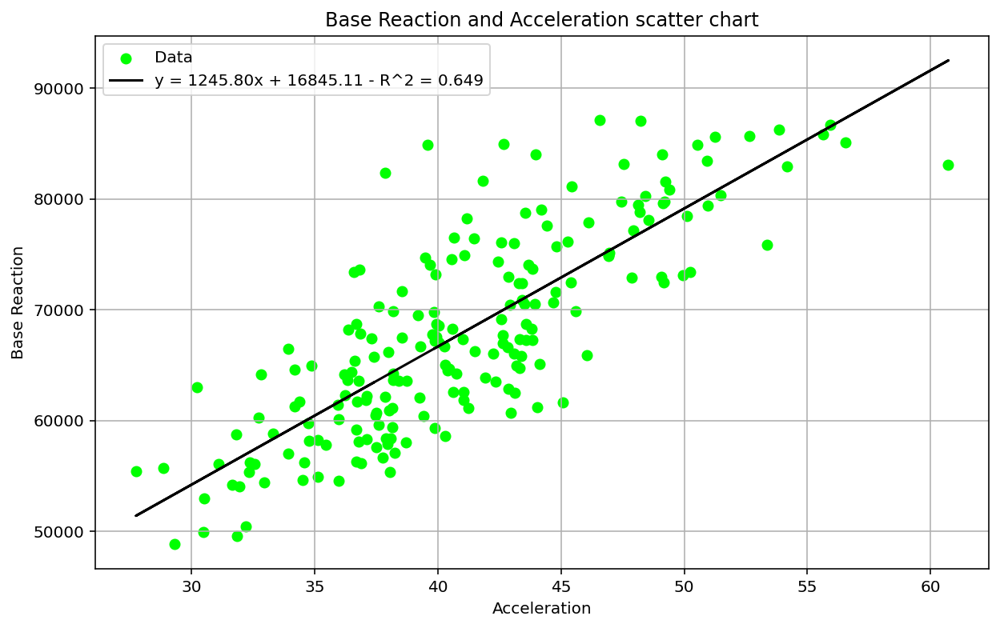 Base Reaction and Acceleration scatter chart
Data
y = 1245.80x + 16845.11 - R^2 = 0.649
90000
80000
70000
60000
50000
Base Reaction
30 35 40 45 50 55 60
Acceleration